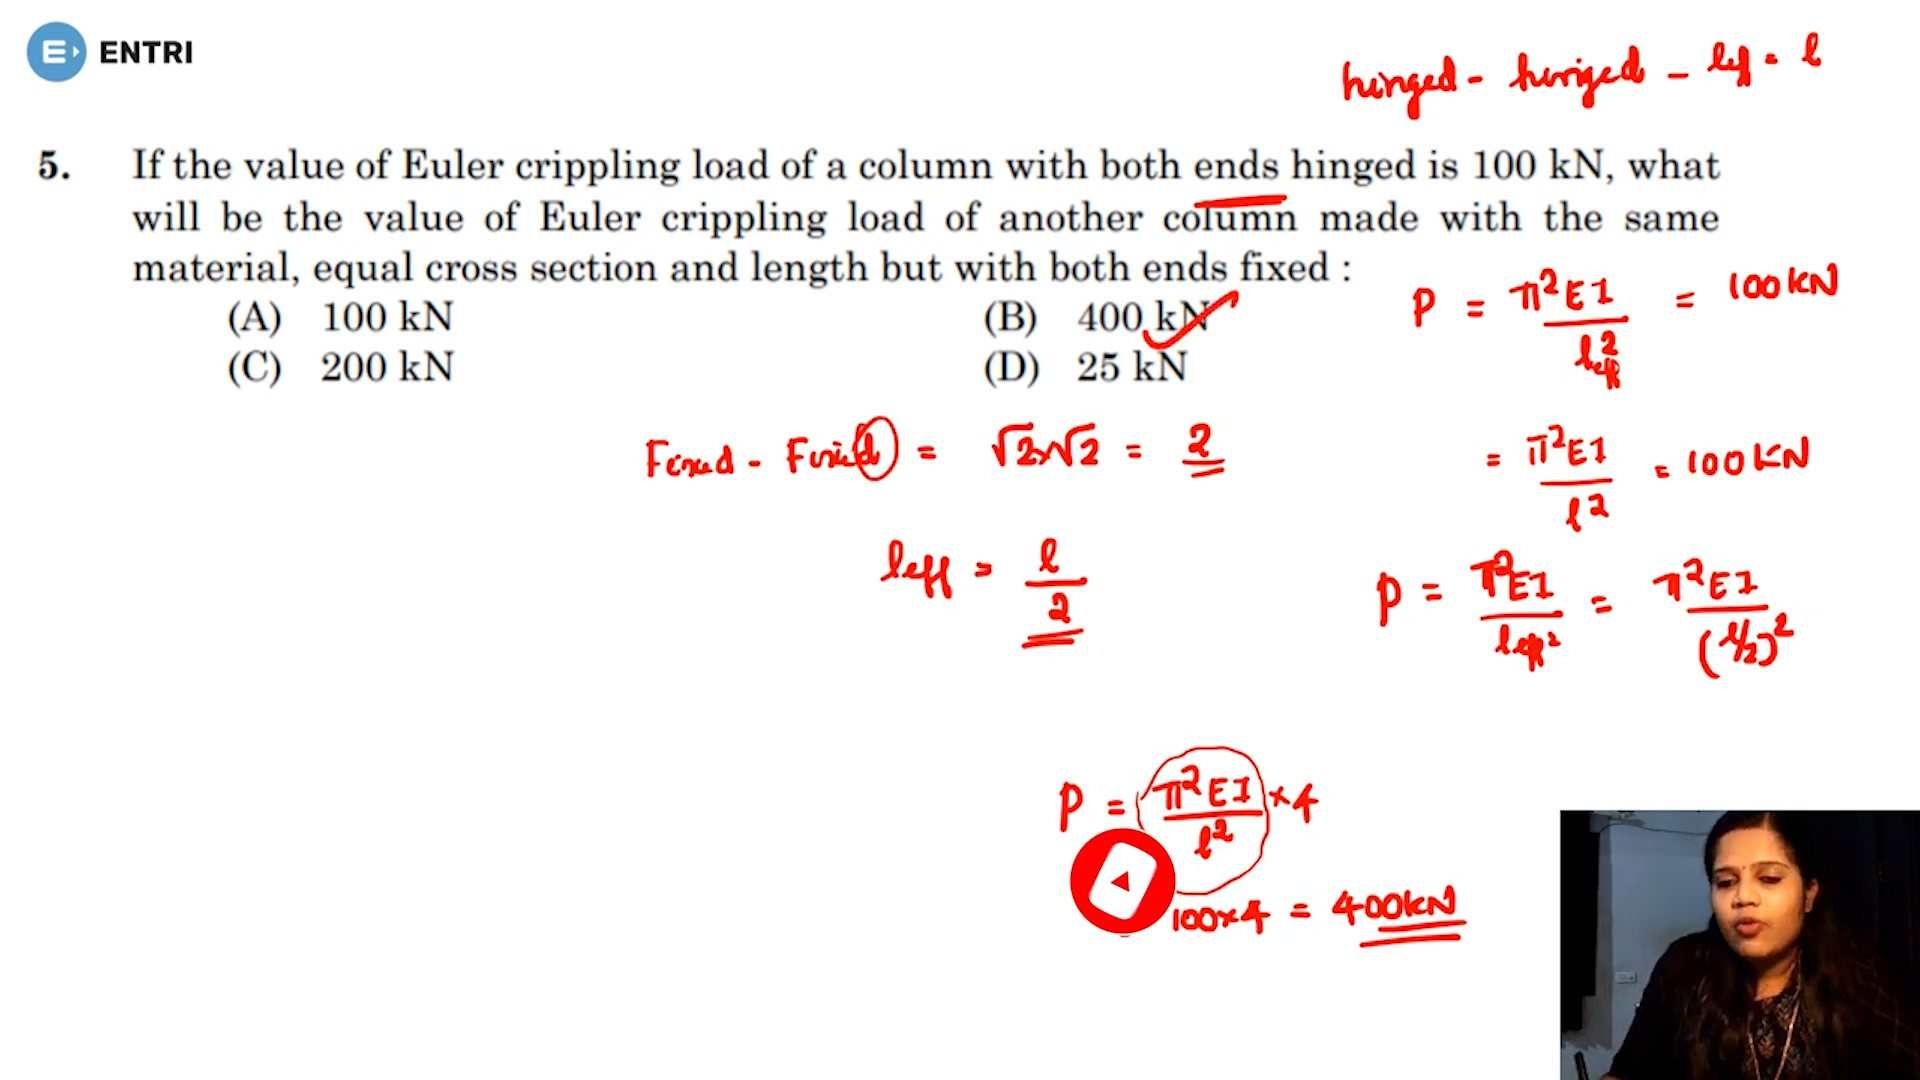 ENTRI
hinged - hinged - leff = l
5. If the value of Euler crippling load of a column with both ends hinged is 100 kN, what
will be the value of Euler crippling load of another column made with the same
material, equal cross section and length but with both ends fixed :
(A) 100 kN (B) 400 kN
(C) 200 kN (D) 25 kN
P = π²EI / leff² = 100KN
Fixed - Fixed = √2×√2 = 2
= π²EI / l² = 100KN
leff = l / 2
P = π²EI / leff² = π²EI / (l/2)²
P = π²EI / l² × 4
100×4 = 400KN